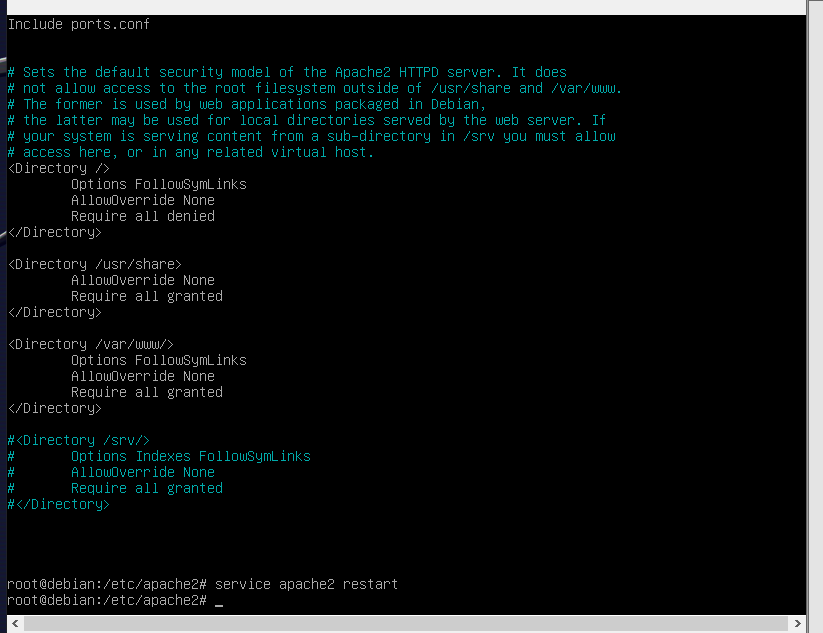 Include ports.conf
# Sets the default security model of the Apache2 HTTPD server. It does
# not allow access to the root filesystem outside of /usr/share and /var/www.
# The former is used by web applications packaged in Debian,
# the latter may be used for local directories served by the web server. If
# your system is serving content from a sub-directory in /srv you must allow
# access here, or in any related virtual host.
<Directory />
        Options FollowSymLinks
        AllowOverride None
        Require all denied
</Directory>
<Directory /usr/share>
        AllowOverride None
        Require all granted
</Directory>
<Directory /var/www/>
        Options FollowSymLinks
        AllowOverride None
        Require all granted
</Directory>
#<Directory /srv/>
#       Options Indexes FollowSymLinks
#       AllowOverride None
#       Require all granted
#</Directory>
root@debian:/etc/apache2# service apache2 restart
root@debian:/etc/apache2# _